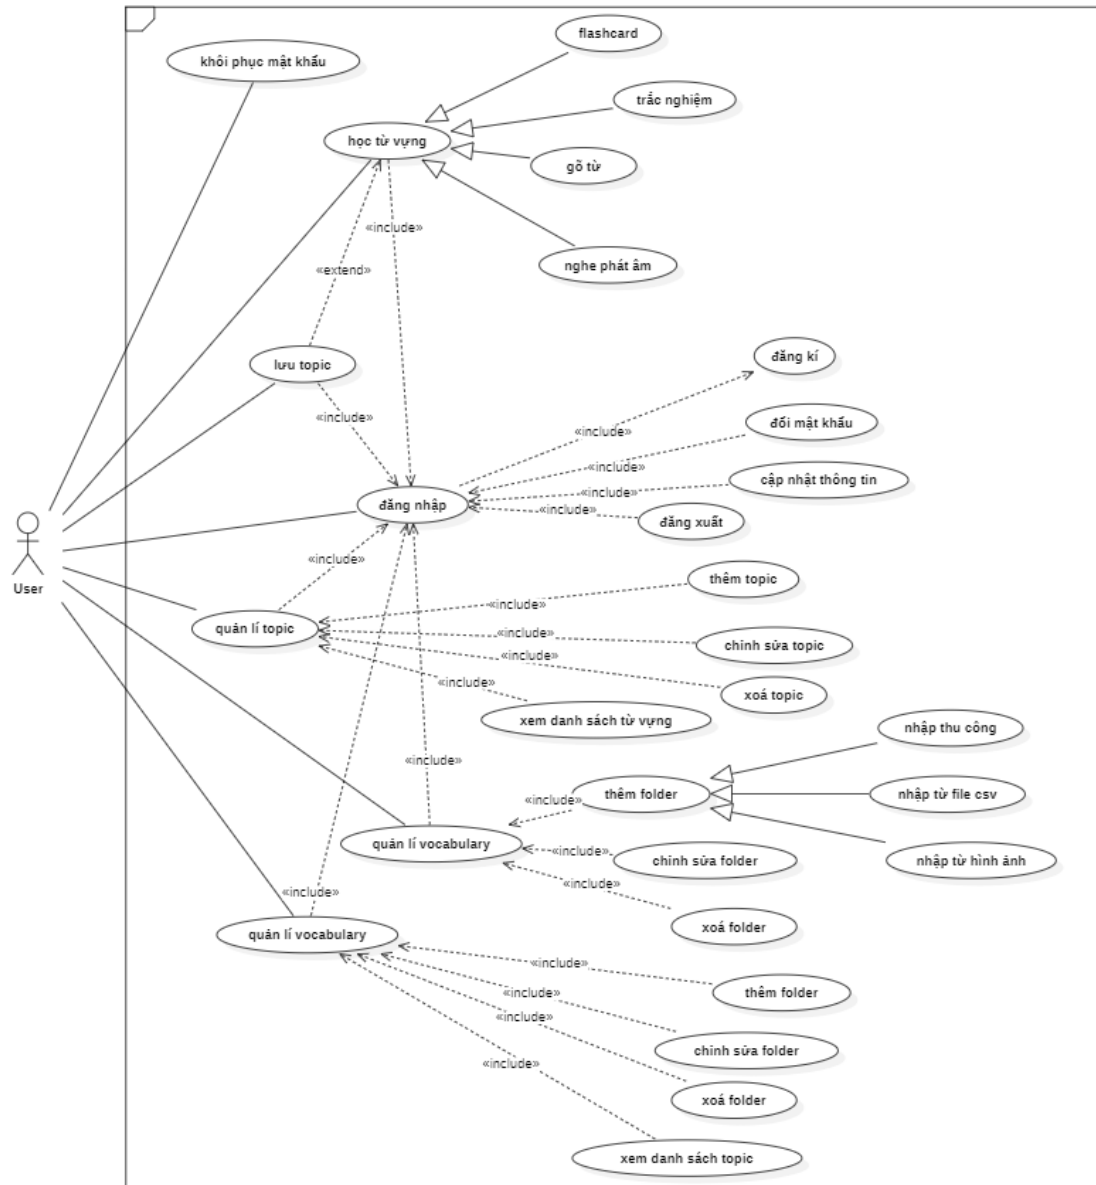 flashcard
khôi phục mật khẩu
trắc nghiệm
học từ vựng
gõ từ
«include»
nghe phát âm
«extend»
đăng kí
lưu topic
«include»
đổi mật khẩu
«include»
«include»
cập nhật thông tin
«include»
đăng nhập
«include»
đăng xuất
User
«include»
thêm topic
«include»
quản lí topic
«include»
chỉnh sửa topic
«include»
«include»
xoá topic
xem danh sách từ vựng
nhập thu công
«include»
thêm folder
nhập từ file csv
«include»
quản lí vocabulary
«include»
chỉnh sửa folder
nhập từ hình ảnh
«include»
«include»
xoá folder
quản lí vocabulary
«include»
thêm folder
«include»
«include»
chỉnh sửa folder
«include»
xoá folder
xem danh sách topic